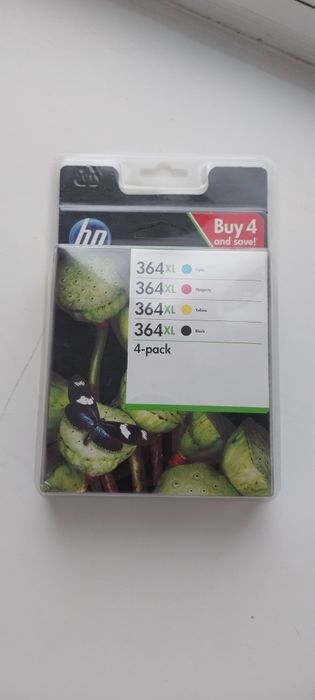 hp
Buy 4
and save!
364XL Cyan
364XL Magenta
364XL Yellow
364XL Black
4-pack